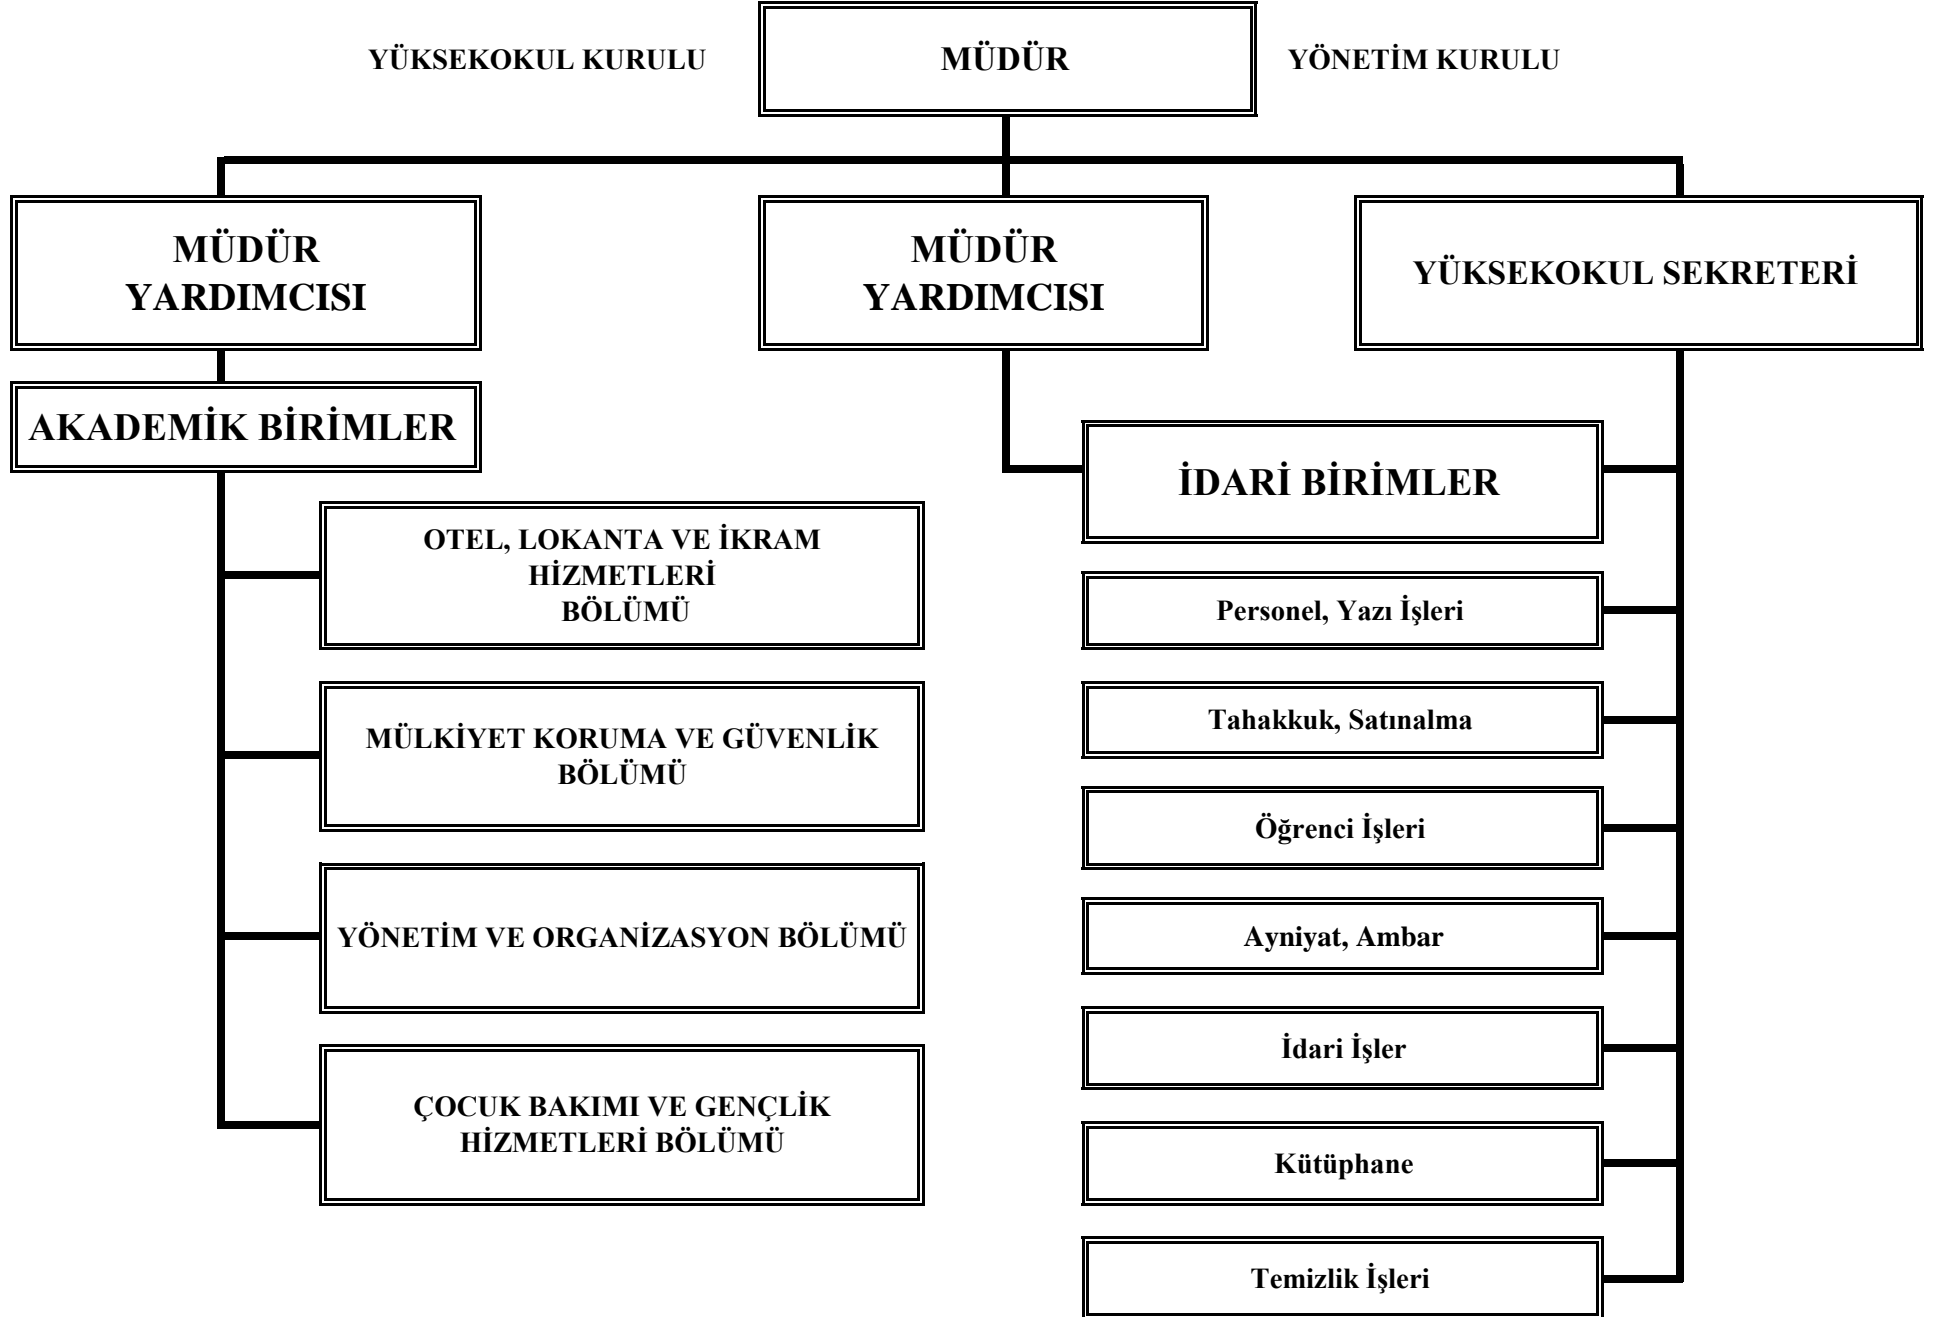 YÜKSEKOKUL KURULU
MÜDÜR
YÖNETİM KURULU
MÜDÜR
YARDIMCISI
MÜDÜR
YARDIMCISI
YÜKSEKOKUL SEKRETERİ
AKADEMİK BİRİMLER
İDARİ BİRİMLER
OTEL, LOKANTA VE İKRAM
HİZMETLERİ
BÖLÜMÜ
MÜLKİYET KORUMA VE GÜVENLİK
BÖLÜMÜ
YÖNETİM VE ORGANİZASYON BÖLÜMÜ
ÇOCUK BAKIMI VE GENÇLİK
HİZMETLERİ BÖLÜMÜ
Personel, Yazı İşleri
Tahakkuk, Satınalma
Öğrenci İşleri
Ayniyat, Ambar
İdari İşler
Kütüphane
Temizlik İşleri